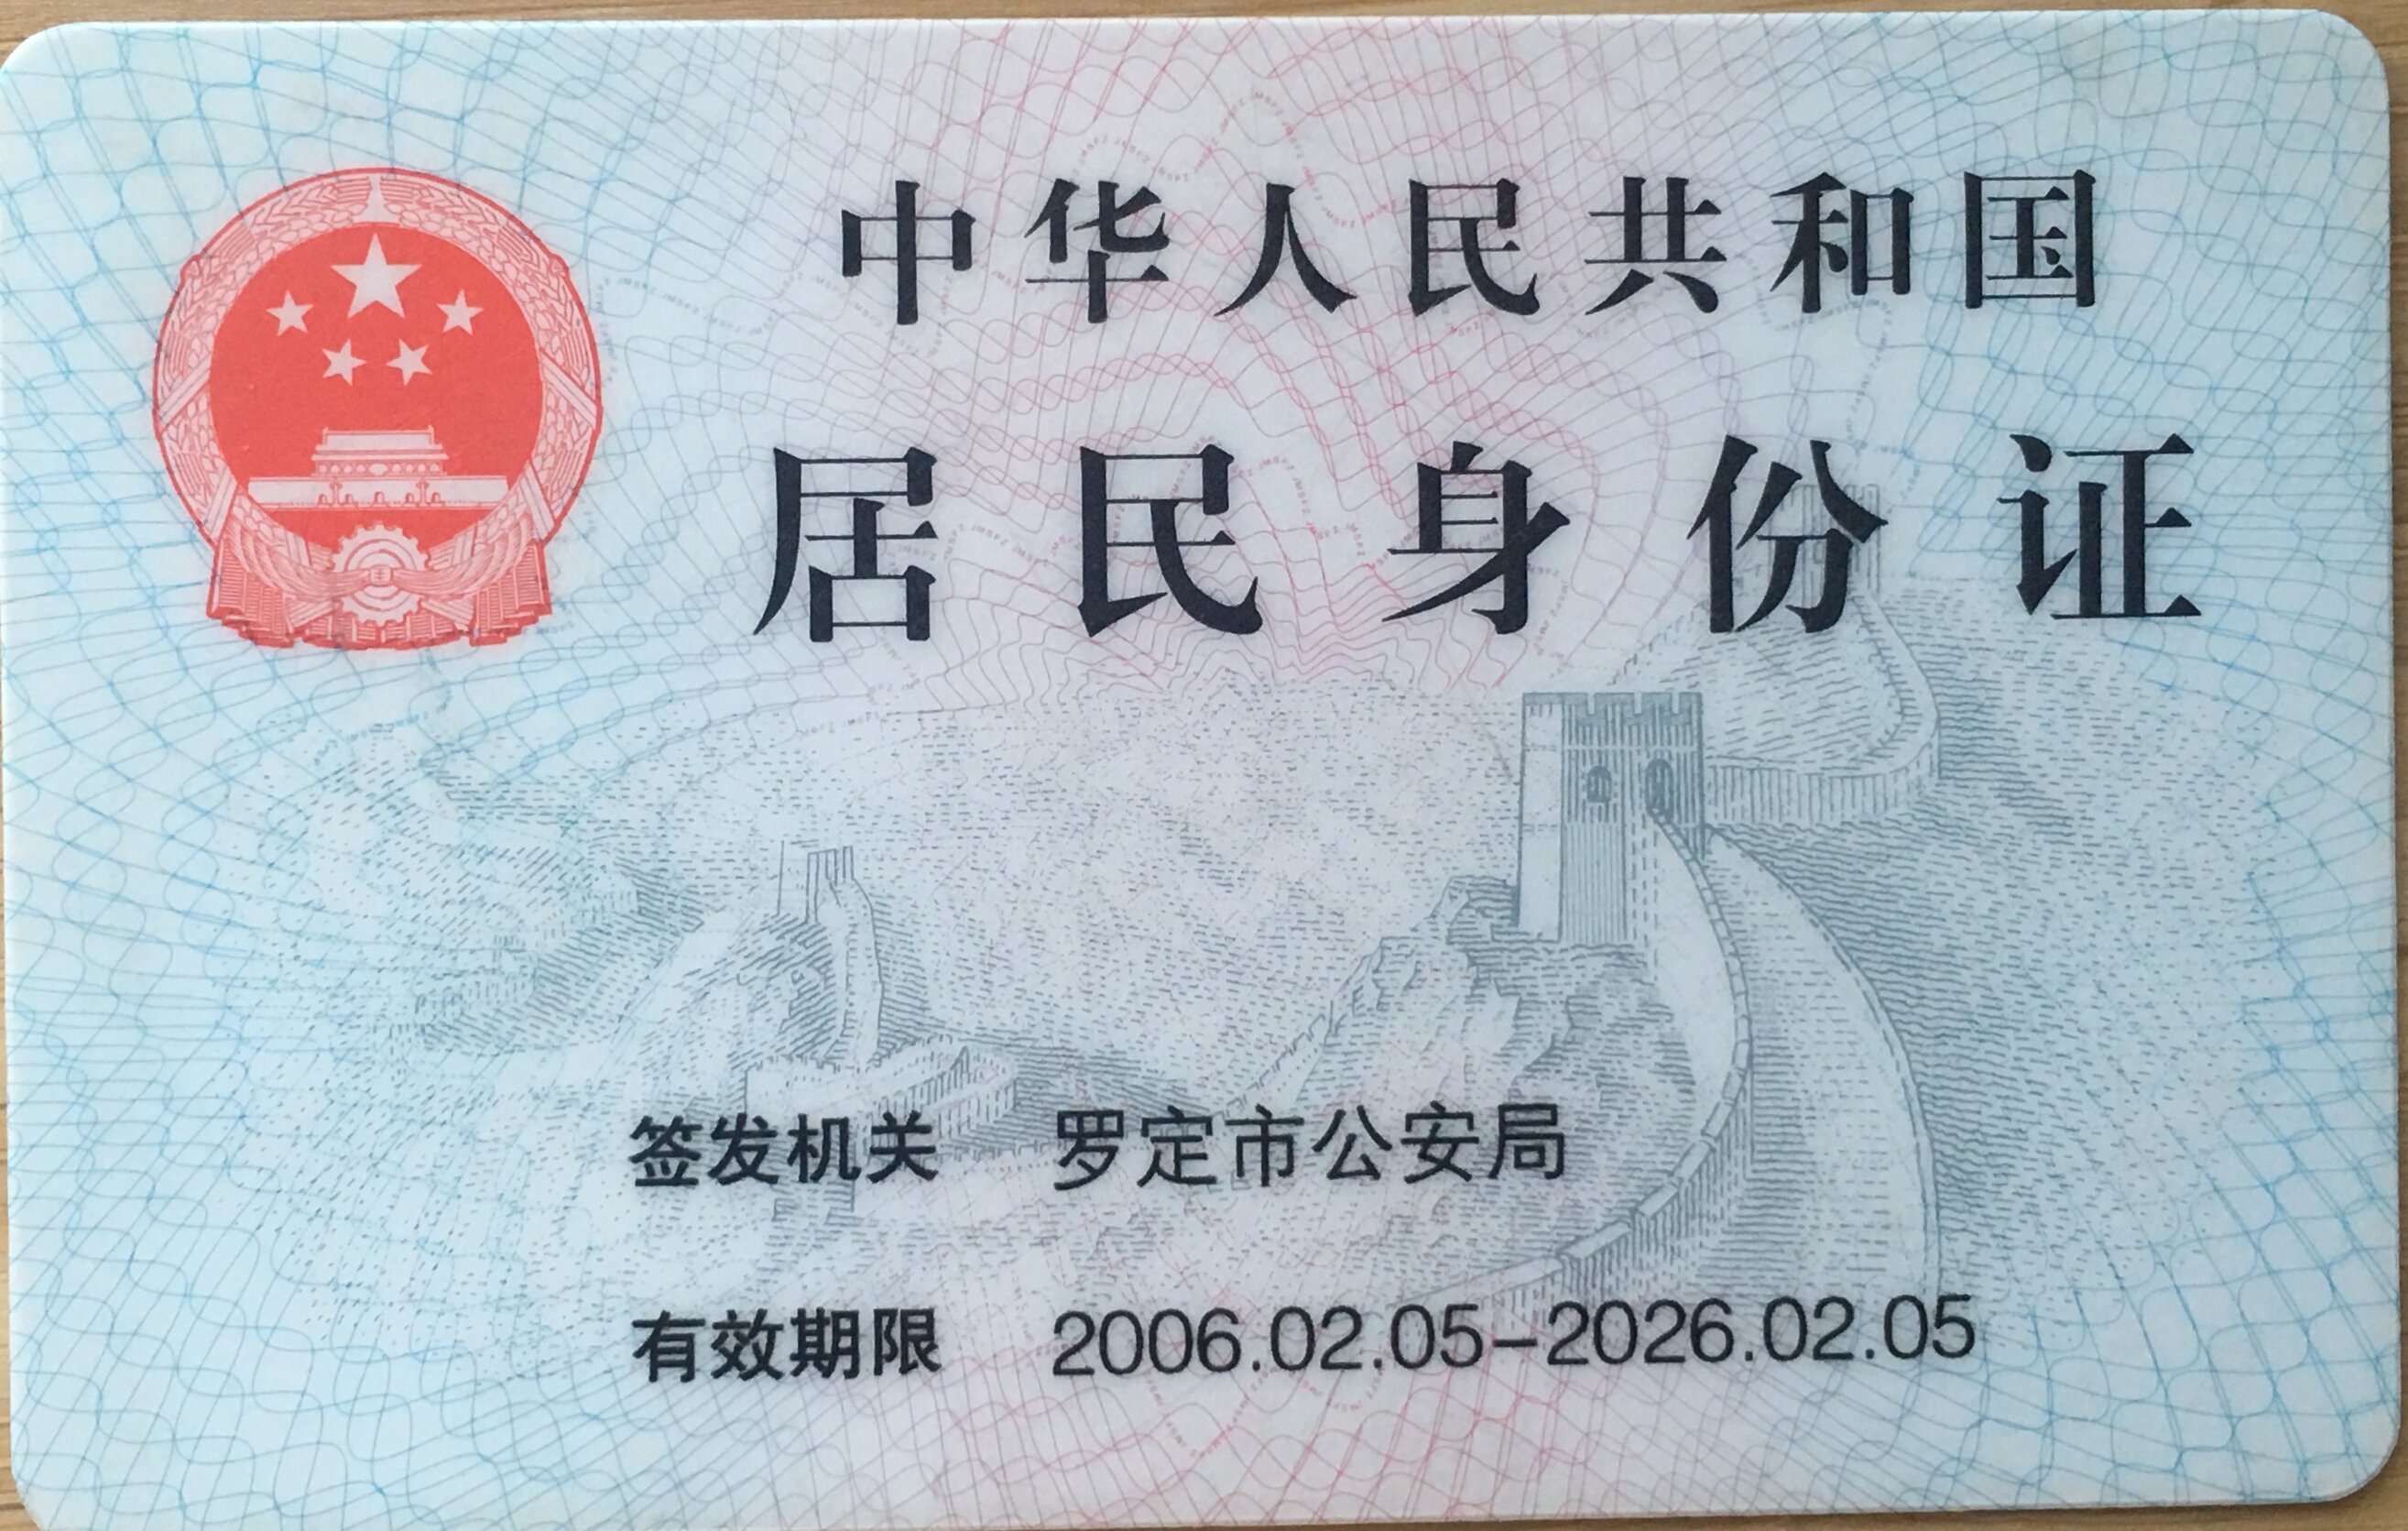 中华人民共和国
居民身份证
签发机关 罗定市公安局
有效期限 2006.02.05-2026.02.05